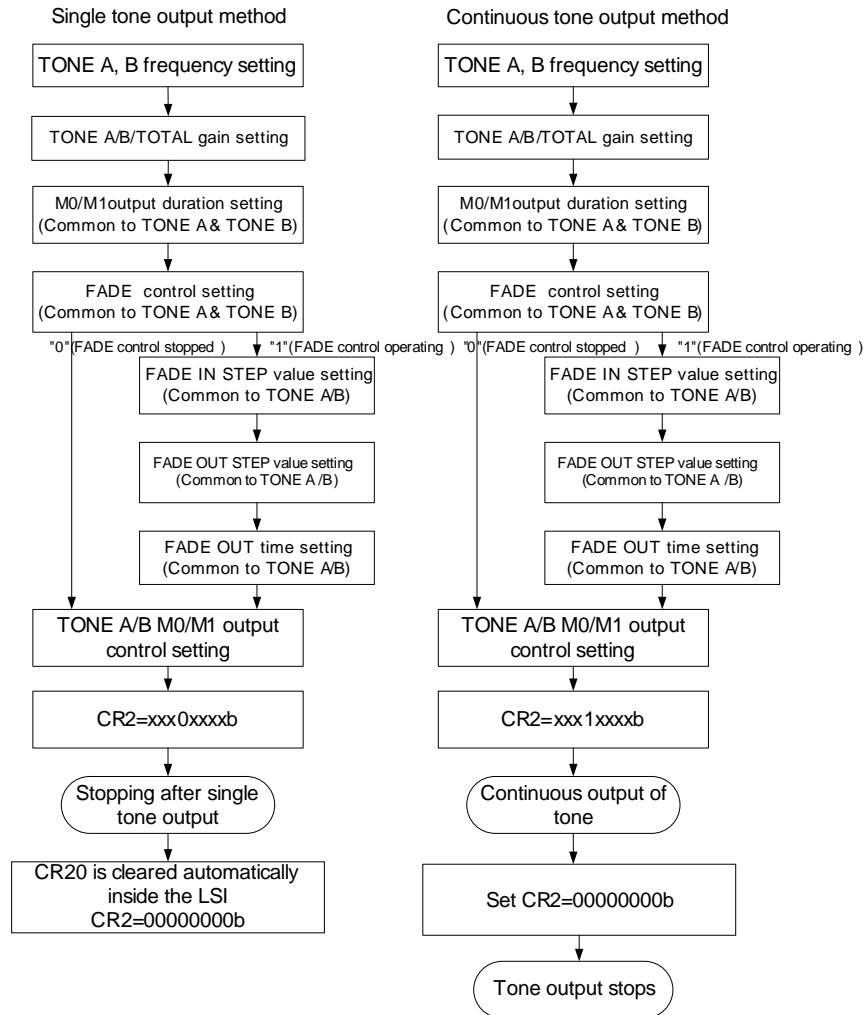 Single tone output method
TONE A, B frequency setting
TONE A/B/TOTAL gain setting
M0/M1output duration setting
(Common to TONE A & TONE B)
FADE control setting
(Common to TONE A & TONE B)
"0"(FADE control stopped )
"1"(FADE control operating )
FADE IN STEP value setting
(Common to TONE A/B)
FADE OUT STEP value setting
(Common to TONE A /B)
FADE OUT time setting
(Common to TONE A/B)
TONE A/B M0/M1 output
control setting
CR2=xxx0xxxxb
Stopping after single
tone output
CR20 is cleared automatically
inside the LSI
CR2=00000000b
Continuous tone output method
TONE A, B frequency setting
TONE A/B/TOTAL gain setting
M0/M1output duration setting
(Common to TONE A & TONE B)
FADE control setting
(Common to TONE A & TONE B)
"0"(FADE control stopped )
"1"(FADE control operating )
FADE IN STEP value setting
(Common to TONE A/B)
FADE OUT STEP value setting
(Common to TONE A /B)
FADE OUT time setting
(Common to TONE A/B)
TONE A/B M0/M1 output
control setting
CR2=xxx1xxxxb
Continuous output of
tone
Set CR2=00000000b
Tone output stops